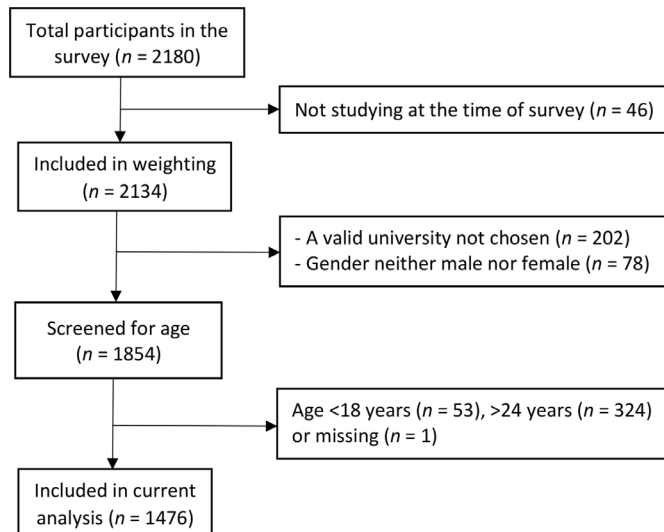 Total participants in the
survey (n = 2180)
Not studying at the time of survey (n = 46)
Included in weighting
(n = 2134)
- A valid university not chosen (n = 202)
- Gender neither male nor female (n = 78)
Screened for age
(n = 1854)
Age <18 years (n = 53), >24 years (n = 324)
or missing (n = 1)
Included in current
analysis (n = 1476)